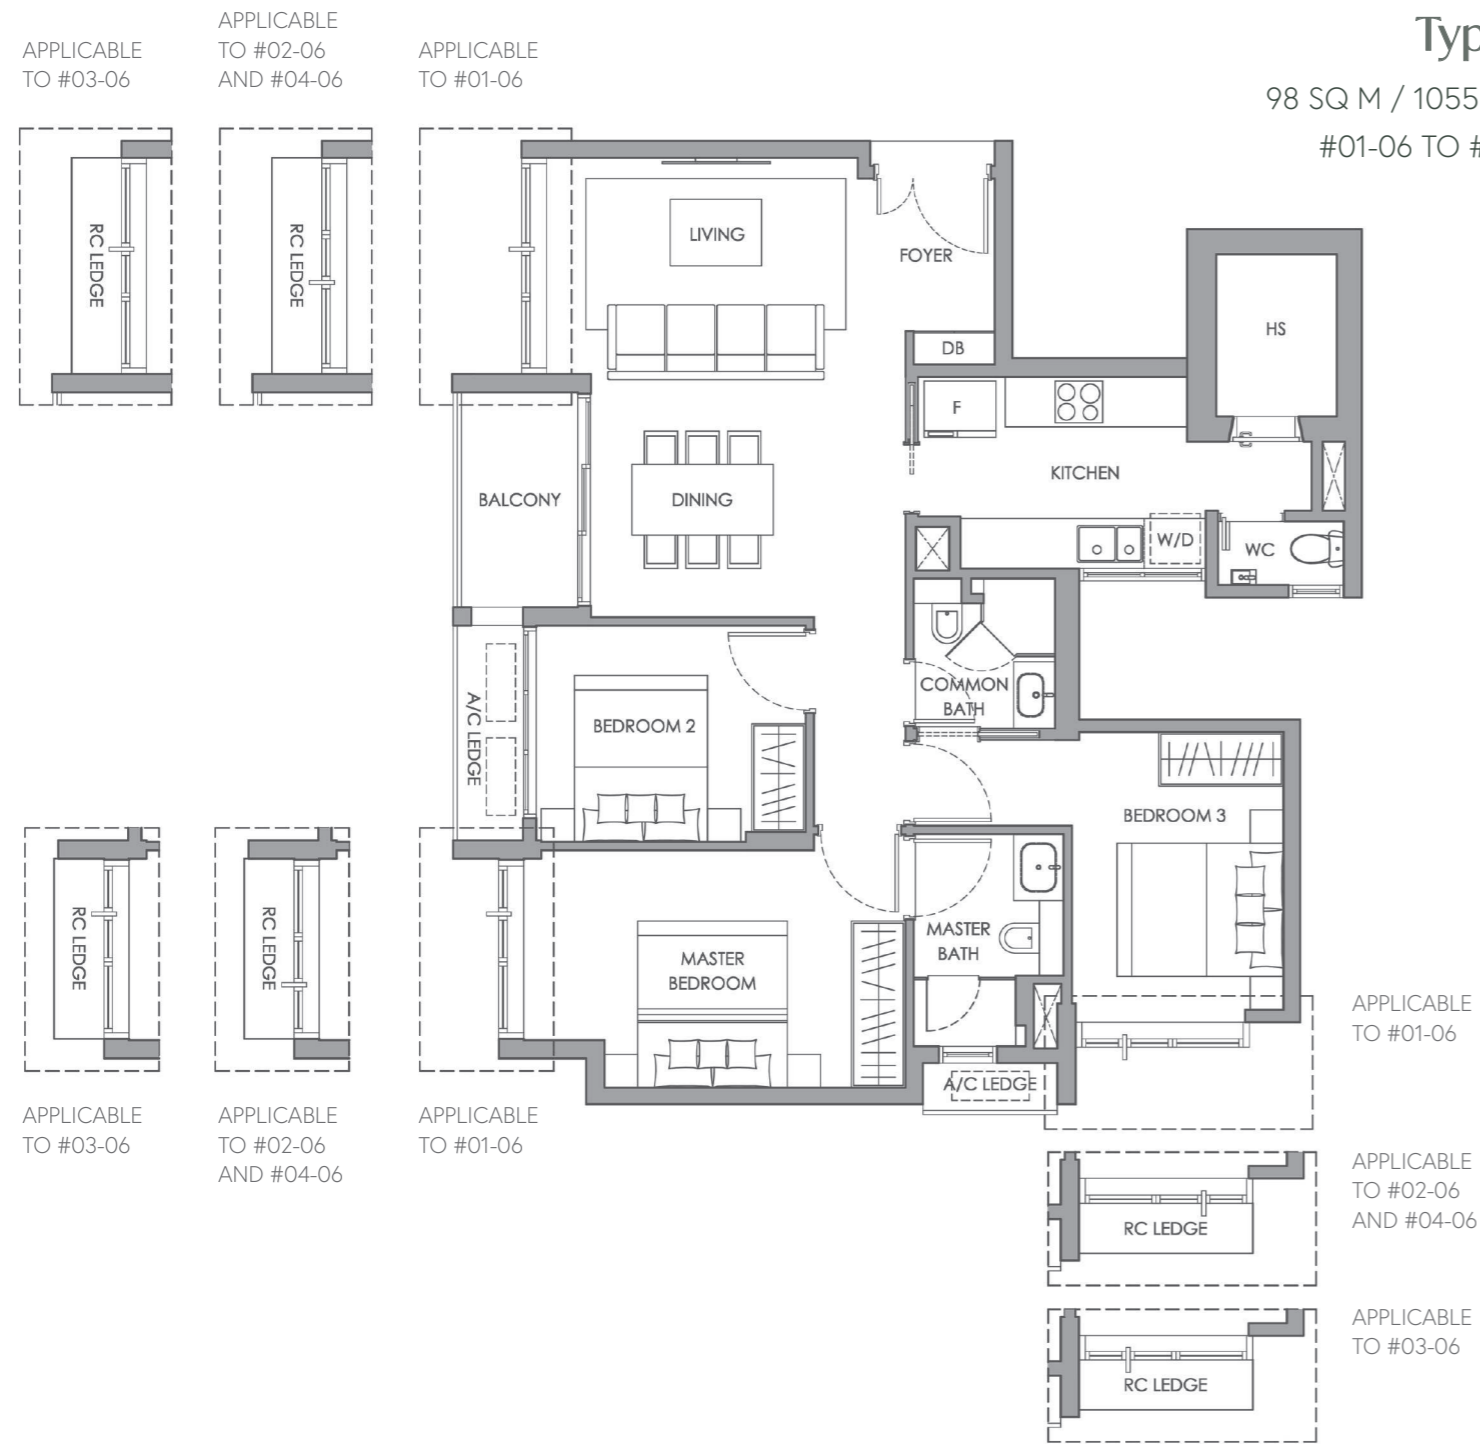 APPLICABLE
TO #03-06
APPLICABLE
TO #02-06
AND #04-06
APPLICABLE
TO #01-06
Typ
98 SQ M / 1055
#01-06 TO #
RC LEDGE
RC LEDGE
LIVING
FOYER
DB
HS
F
KITCHEN
BALCONY
DINING
W/D
WC
COMMON
BATH
A/C LEDGE
BEDROOM 2
BEDROOM 3
RC LEDGE
RC LEDGE
MASTER
BEDROOM
MASTER
BATH
A/C LEDGE
APPLICABLE
TO #01-06
APPLICABLE
TO #03-06
APPLICABLE
TO #02-06
AND #04-06
APPLICABLE
TO #01-06
RC LEDGE
APPLICABLE
TO #02-06
AND #04-06
RC LEDGE
APPLICABLE
TO #03-06